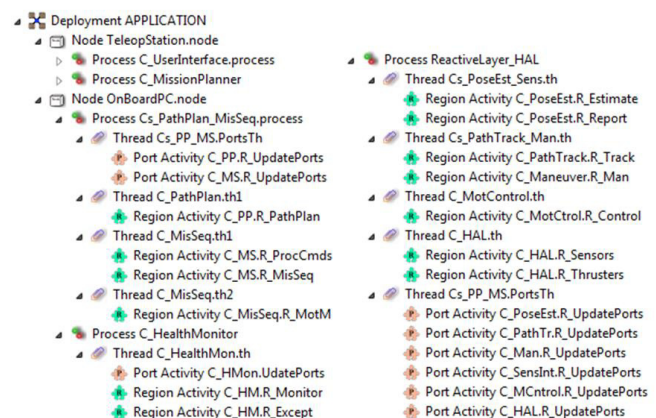 Deployment APPLICATION
Node TeleopStation.node
Process C_UserInterface.process
Process C_MissionPlanner
Node OnBoardPC.node
Process Cs_PathPlan_MisSeq.process
Thread Cs_PP_MS.PortsTh
P Port Activity C_PP.R_UpdatePorts
P Port Activity C_MS.R_UpdatePorts
Thread C_PathPlan.th1
R Region Activity C_PP.R_PathPlan
Thread C_MisSeq.th1
R Region Activity C_MS.R_ProcCmds
R Region Activity C_MS.R_MisSeq
Thread C_MisSeq.th2
R Region Activity C_MisSeq.R_MotM
Process C_HealthMonitor
Thread C_HealthMon.th
P Port Activity C_HMon.UdatePorts
R Region Activity C_HM.R_Monitor
R Region Activity C_HM.R_Except
Process ReactiveLayer_HAL
Thread Cs_PoseEst_Sens.th
R Region Activity C_PoseEst.R_Estimate
R Region Activity C_PoseEst.R_Report
Thread Cs_PathTrack_Man.th
R Region Activity C_PathTrack.R_Track
R Region Activity C_Maneuver.R_Man
Thread C_MotControl.th
R Region Activity C_MotCtrol.R_Control
Thread C_HAL.th
R Region Activity C_HAL.R_Sensors
R Region Activity C_HAL.R_Thrusters
Thread Cs_PP_MS.PortsTh
P Port Activity C_PoseEst.R_UpdatePorts
P Port Activity C_PathTr.R_UpdatePorts
P Port Activity C_Man.R_UpdatePorts
P Port Activity C_SensInt.R_UpdatePorts
P Port Activity C_MCntrol.R_UpdatePorts
P Port Activity C_HAL.R_UpdatePorts